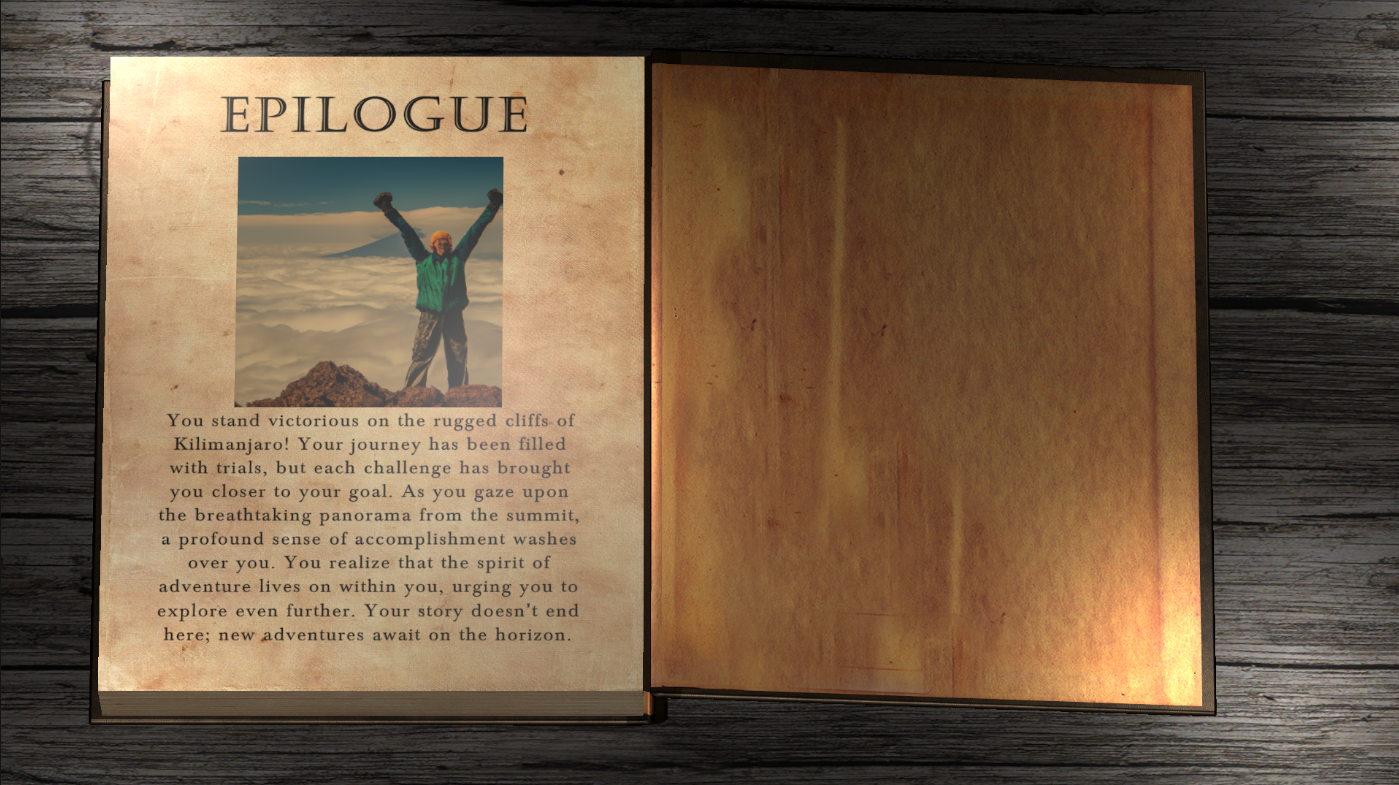 EPILOGUE
You stand victorious on the rugged cliffs of
Kilimanjaro! Your journey has been filled
with trials, but each challenge has brought
you closer to your goal. As you gaze upon
the breathtaking panorama from the summit,
a profound sense of accomplishment washes
over you. You realize that the spirit of
adventure lives on within you, urging you to
explore even further. Your story doesn't end
here; new adventures await on the horizon.